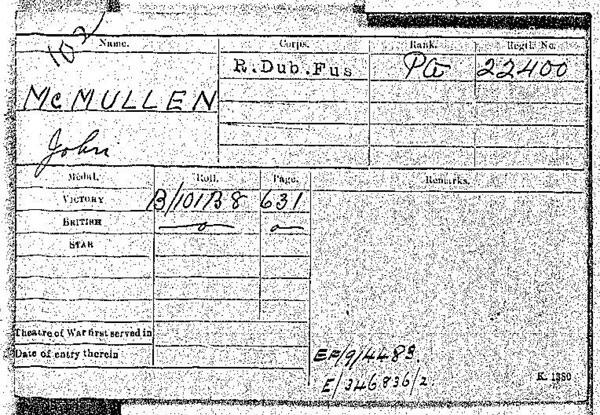 102
Name. Corps. Rank. Regtl. No.
R.Dub.Fus Pte 22400
McMULLEN
John
Medal. Roll. Page. Remarks.
VICTORY B/101B8 631
BRITISH —o— —o—
STAR
Theatre of War first served in
Date of entry therein
EF/9/4483
E/346836/2
K. 1380